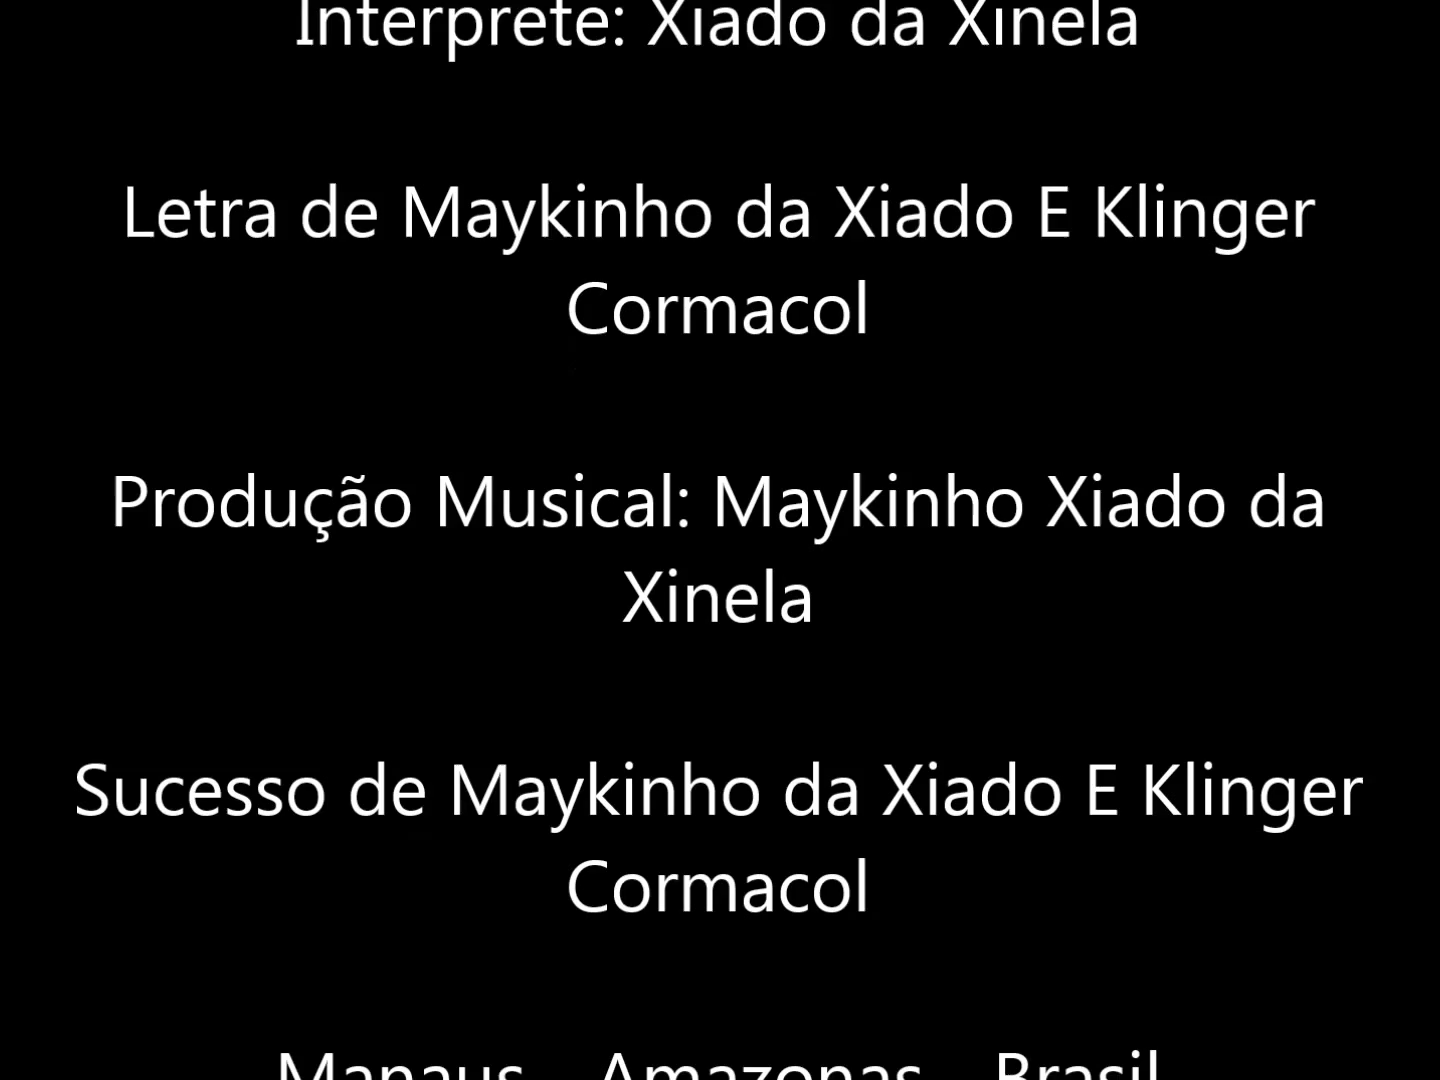 Interprete: Xiado da Xinela
Letra de Maykinho da Xiado E Klinger
Cormacol
Produção Musical: Maykinho Xiado da
Xinela
Sucesso de Maykinho da Xiado E Klinger
Cormacol
Manaus - Amazonas - Brasil